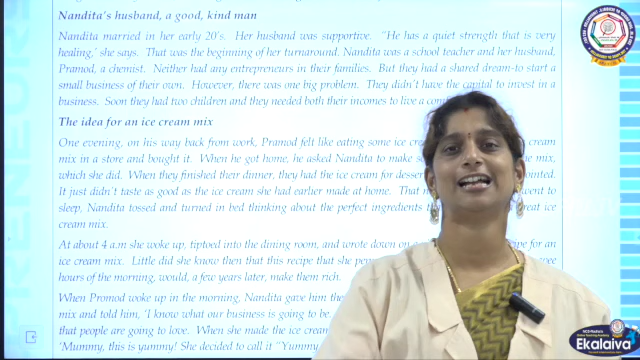 Nandita's husband, a good, kind man
Nandita married in her early 20's. Her husband was supportive. "He has a quiet strength that is very
healing," she says. That was the beginning of her turnaround. Nandita was a school teacher and her husband,
Pramod, a chemist. Neither had any entrepreneurs in their families. But they had a shared dream-to start a
small business of their own. However, there was one big problem. They didn't have the capital to invest in a
business. Soon they had two children and they needed both their incomes to live a
The idea for an ice cream mix
One evening, on his way back from work, Pramod felt like eating some ice cream
mix in a store and bought it. When he got home, he asked Nandita to make mix,
which she did. When they finished their dinner, they had the ice cream for
It just didn't taste as good as the ice cream she had earlier made at home. That went to
sleep, Nandita tossed and turned in bed thinking about the perfect ingredients
ice cream mix.
At about 4 a.m she woke up, tiptoed into the dining room, and wrote down on for an
ice cream mix. Little did she know then that this recipe that she wee
hours of the morning, would, a few years later, make them rich.
When Pramod woke up in the morning, Nandita gave him the
mix and told him, 'I know what our business is going to be.
that people are going to love. When she made the ice cream
'Mummy, this is yummy! She decided to call it "Yummy
PRENEUR
Ekalaiva